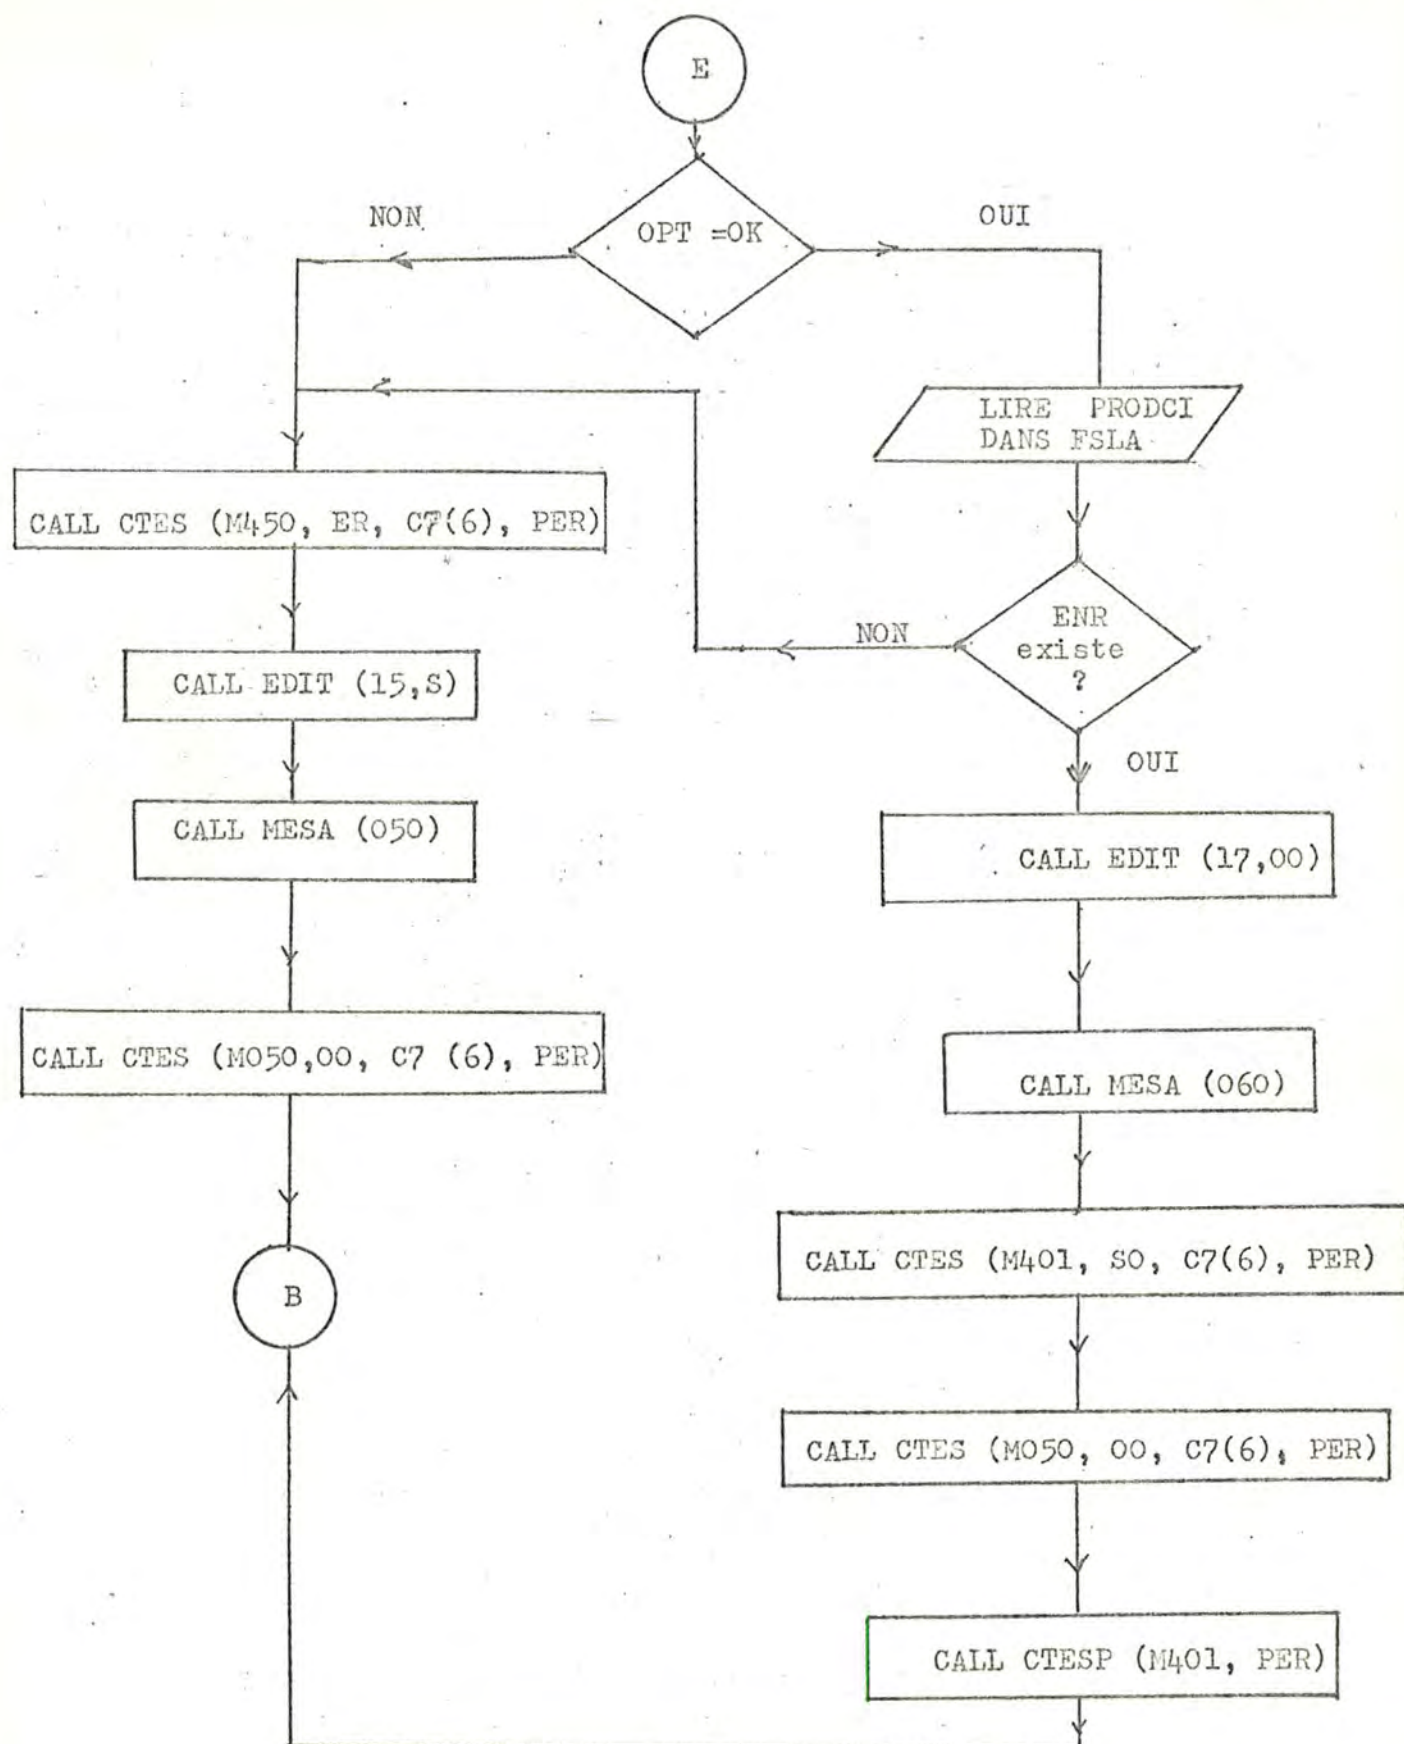 E
OPT =OK
NON
OUI
LIRE PRODCI
DANS FSLA
CALL CTES (M450, ER, C7(6), PER)
ENR
existe
?
NON
OUI
CALL EDIT (15,S)
CALL MESA (050)
CALL EDIT (17,00)
CALL CTES (M050,00, C7 (6), PER)
CALL MESA (060)
CALL CTES (M401, SO, C7(6), PER)
B
CALL CTES (M050, 00, C7(6), PER)
CALL CTESP (M401, PER)